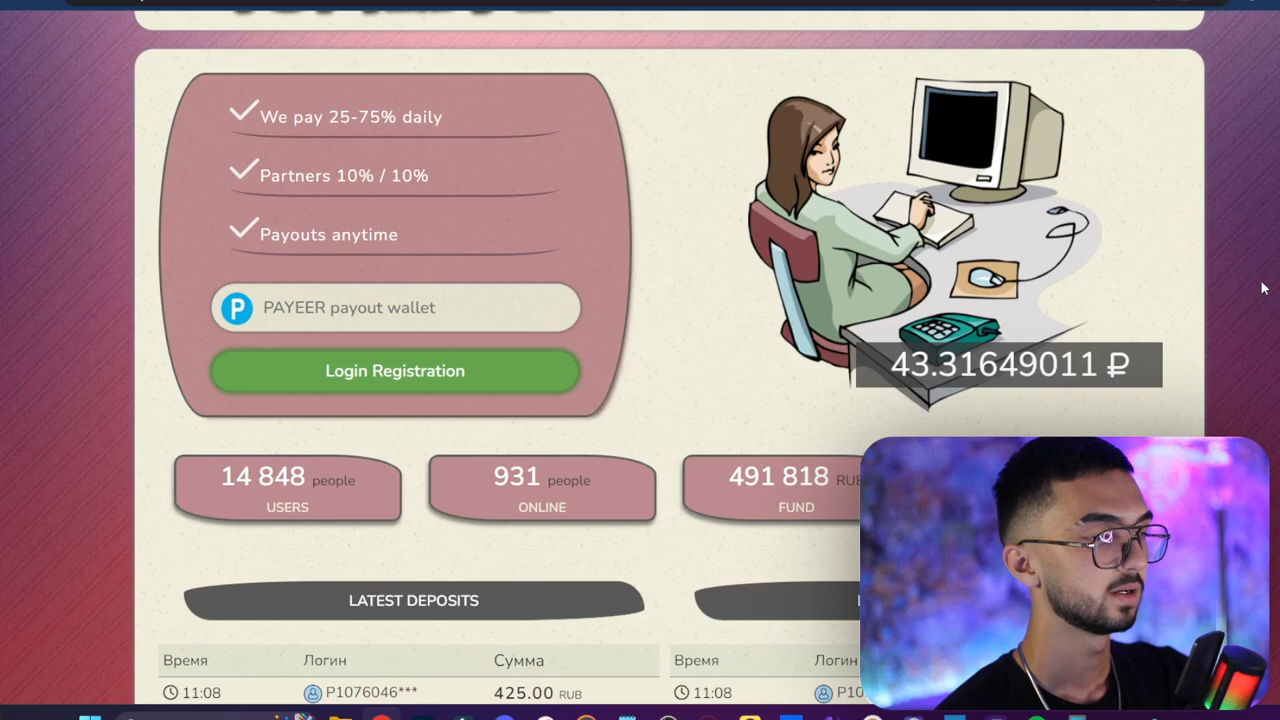 We pay 25-75% daily
Partners 10% / 10%
Payouts anytime
P PAYEER payout wallet
Login Registration
43.31649011 ₽
14 848 people
USERS
931 people
ONLINE
491 818
FUND
LATEST DEPOSITS
Время Логин Сумма
11:08 P1076046*** 425.00 RUB
Время Логин
11:08